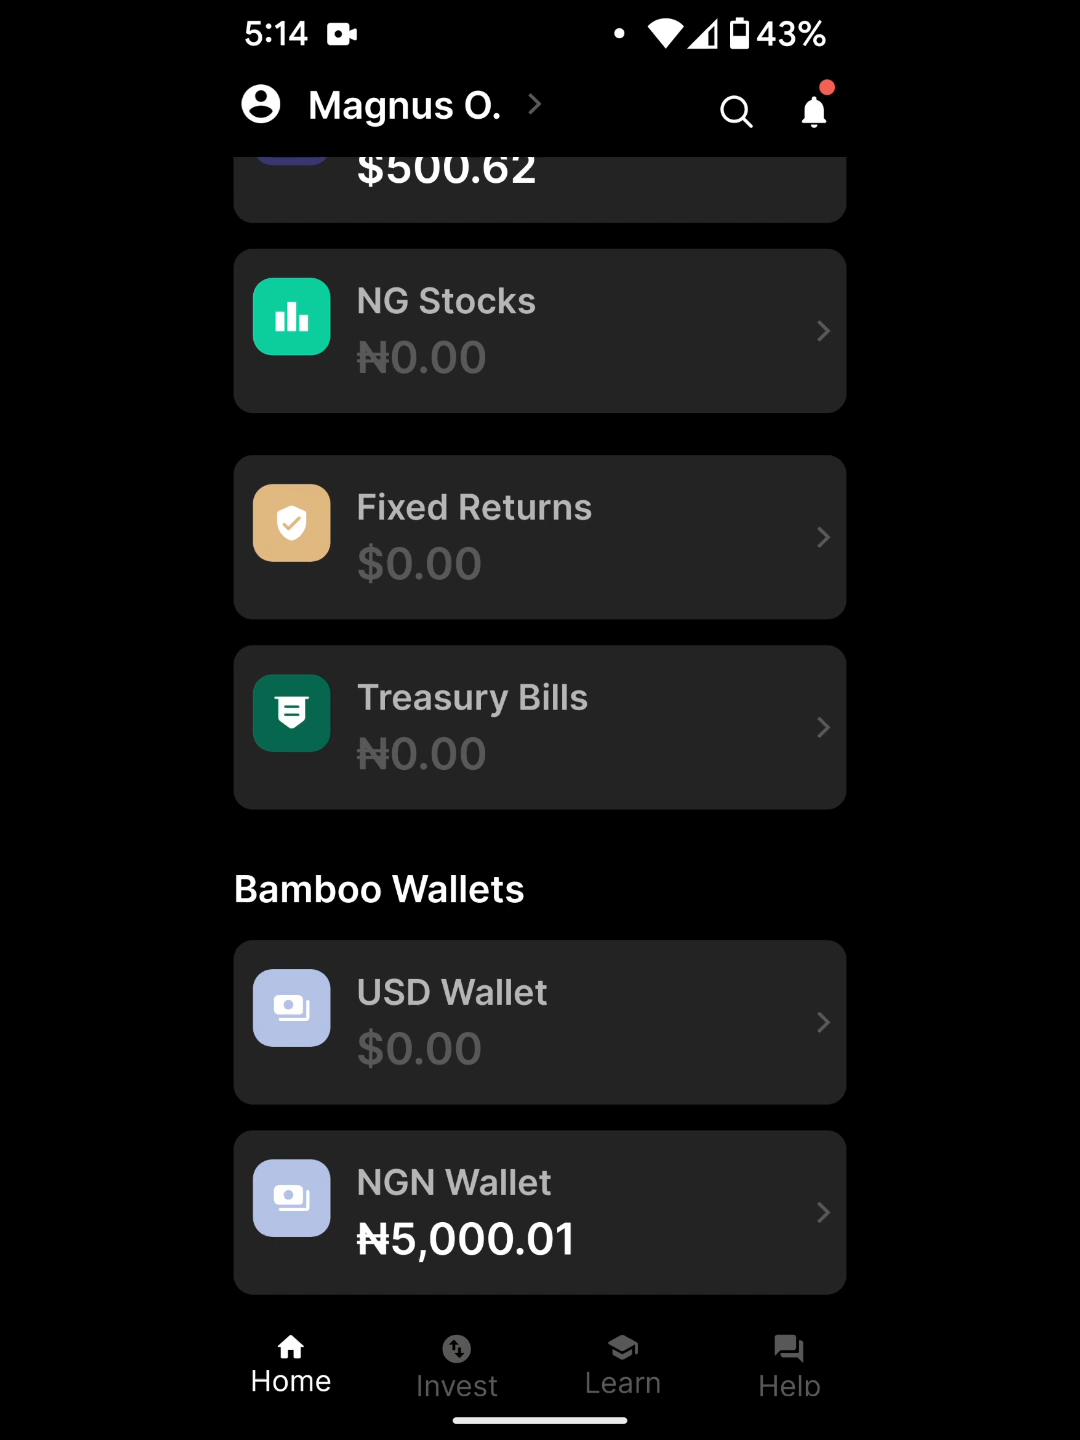 5:14
43%
Magnus O.
$500.62
NG Stocks
₦0.00
Fixed Returns
$0.00
Treasury Bills
₦0.00
Bamboo Wallets
USD Wallet
$0.00
NGN Wallet
₦5,000.01
Home
Invest
Learn
Help